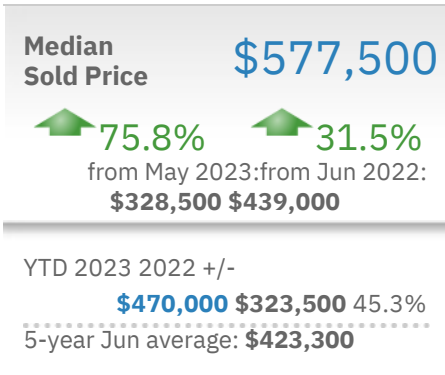 Median
Sold Price
$577,500
75.8%
31.5%
from May 2023:from Jun 2022:
$328,500 $439,000
YTD 2023 2022 +/-
$470,000 $323,500 45.3%
5-year Jun average: $423,300